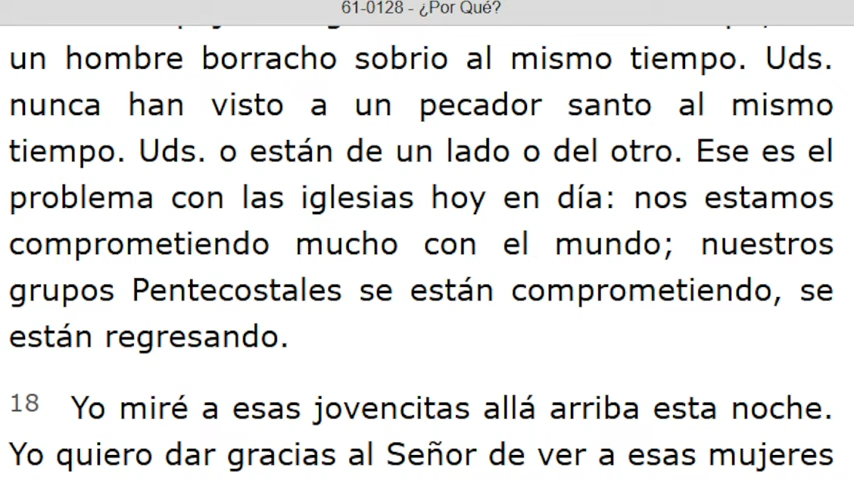 61-0128 - ¿Por Qué?
un hombre borracho sobrio al mismo tiempo. Uds.
nunca han visto a un pecador santo al mismo
tiempo. Uds. o están de un lado o del otro. Ese es el
problema con las iglesias hoy en día: nos estamos
comprometiendo mucho con el mundo; nuestros
grupos Pentecostales se están comprometiendo, se
están regresando.
18 Yo miré a esas jovencitas allá arriba esta noche.
Yo quiero dar gracias al Señor de ver a esas mujeres